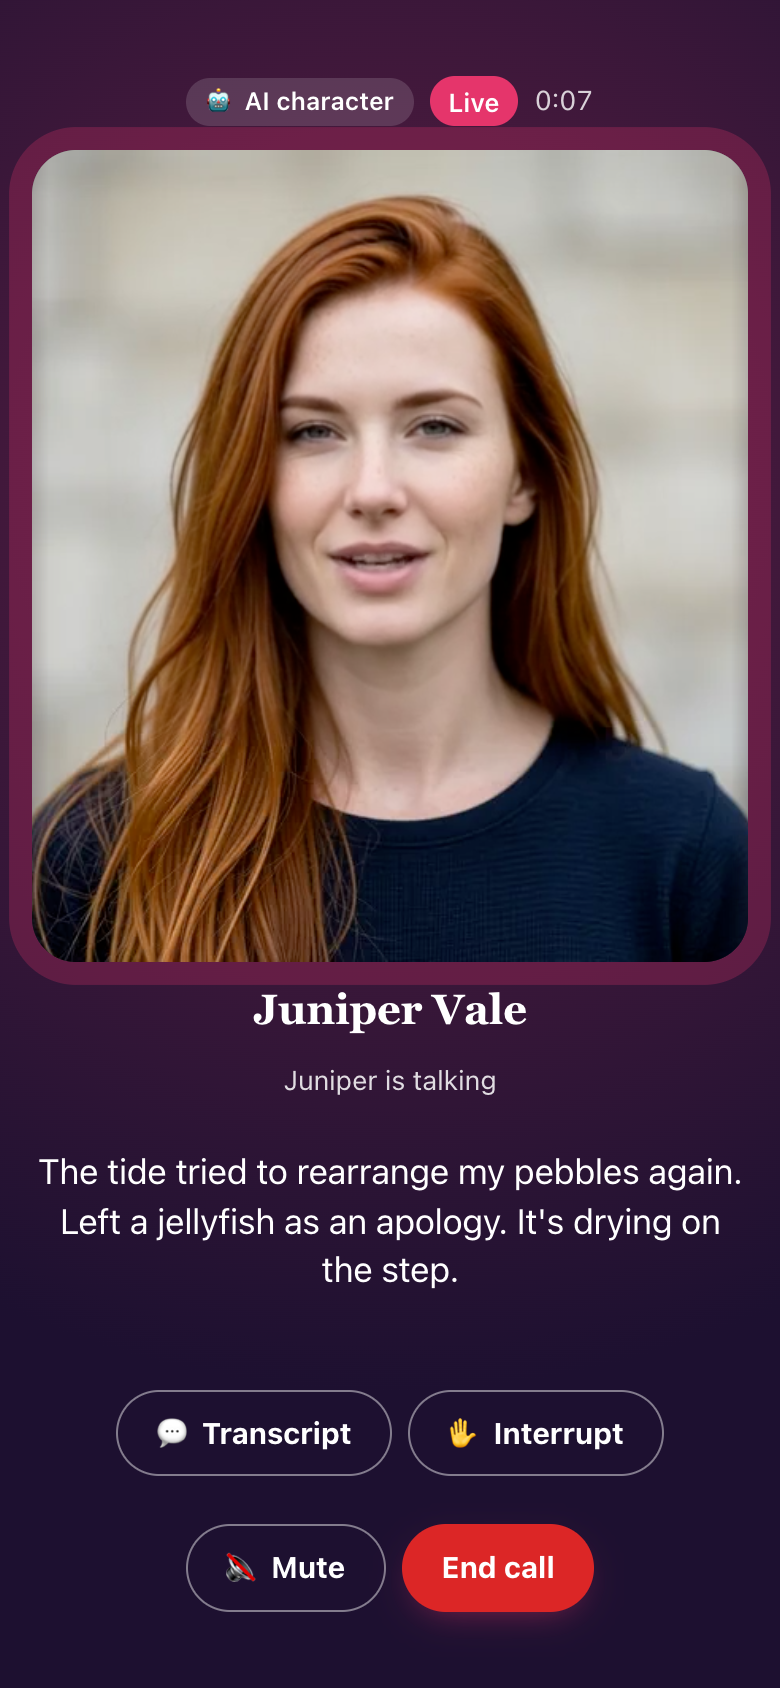 AI character Live 0:07
Juniper Vale
Juniper is talking
The tide tried to rearrange my pebbles again.
Left a jellyfish as an apology. It's drying on
the step.
Transcript Interrupt
Mute End call